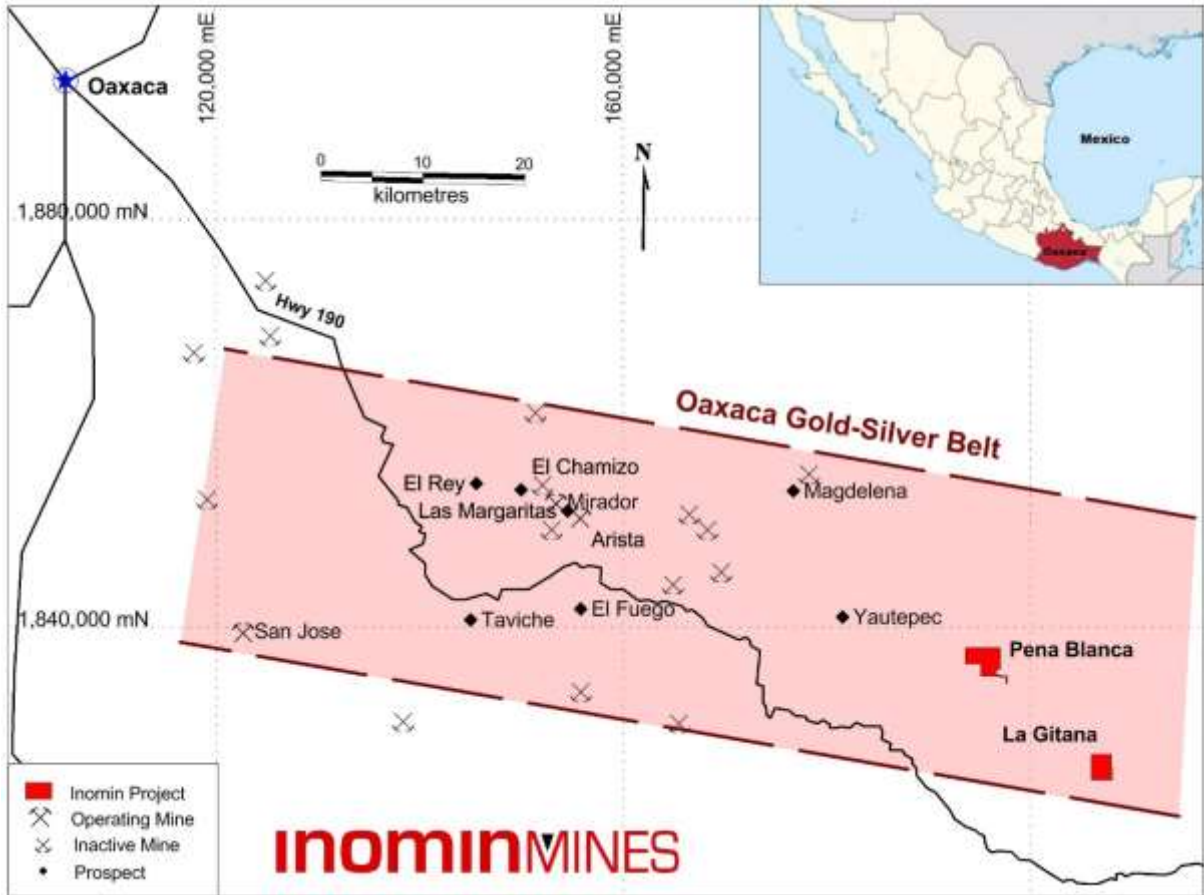 Oaxaca
120,000 mE
160,000 mE
Mexico
Oaxaca
0 10 20
kilometres
N
1,880,000 mN
Hwy 190
Oaxaca Gold-Silver Belt
El Chamizo
El Rey
Mirador
Las Margaritas
Magdelena
Arista
1,840,000 mN
Taviche
El Fuego
Yautepec
San Jose
Pena Blanca
La Gitana
Inomin Project
Operating Mine
Inactive Mine
Prospect
InomInMINES